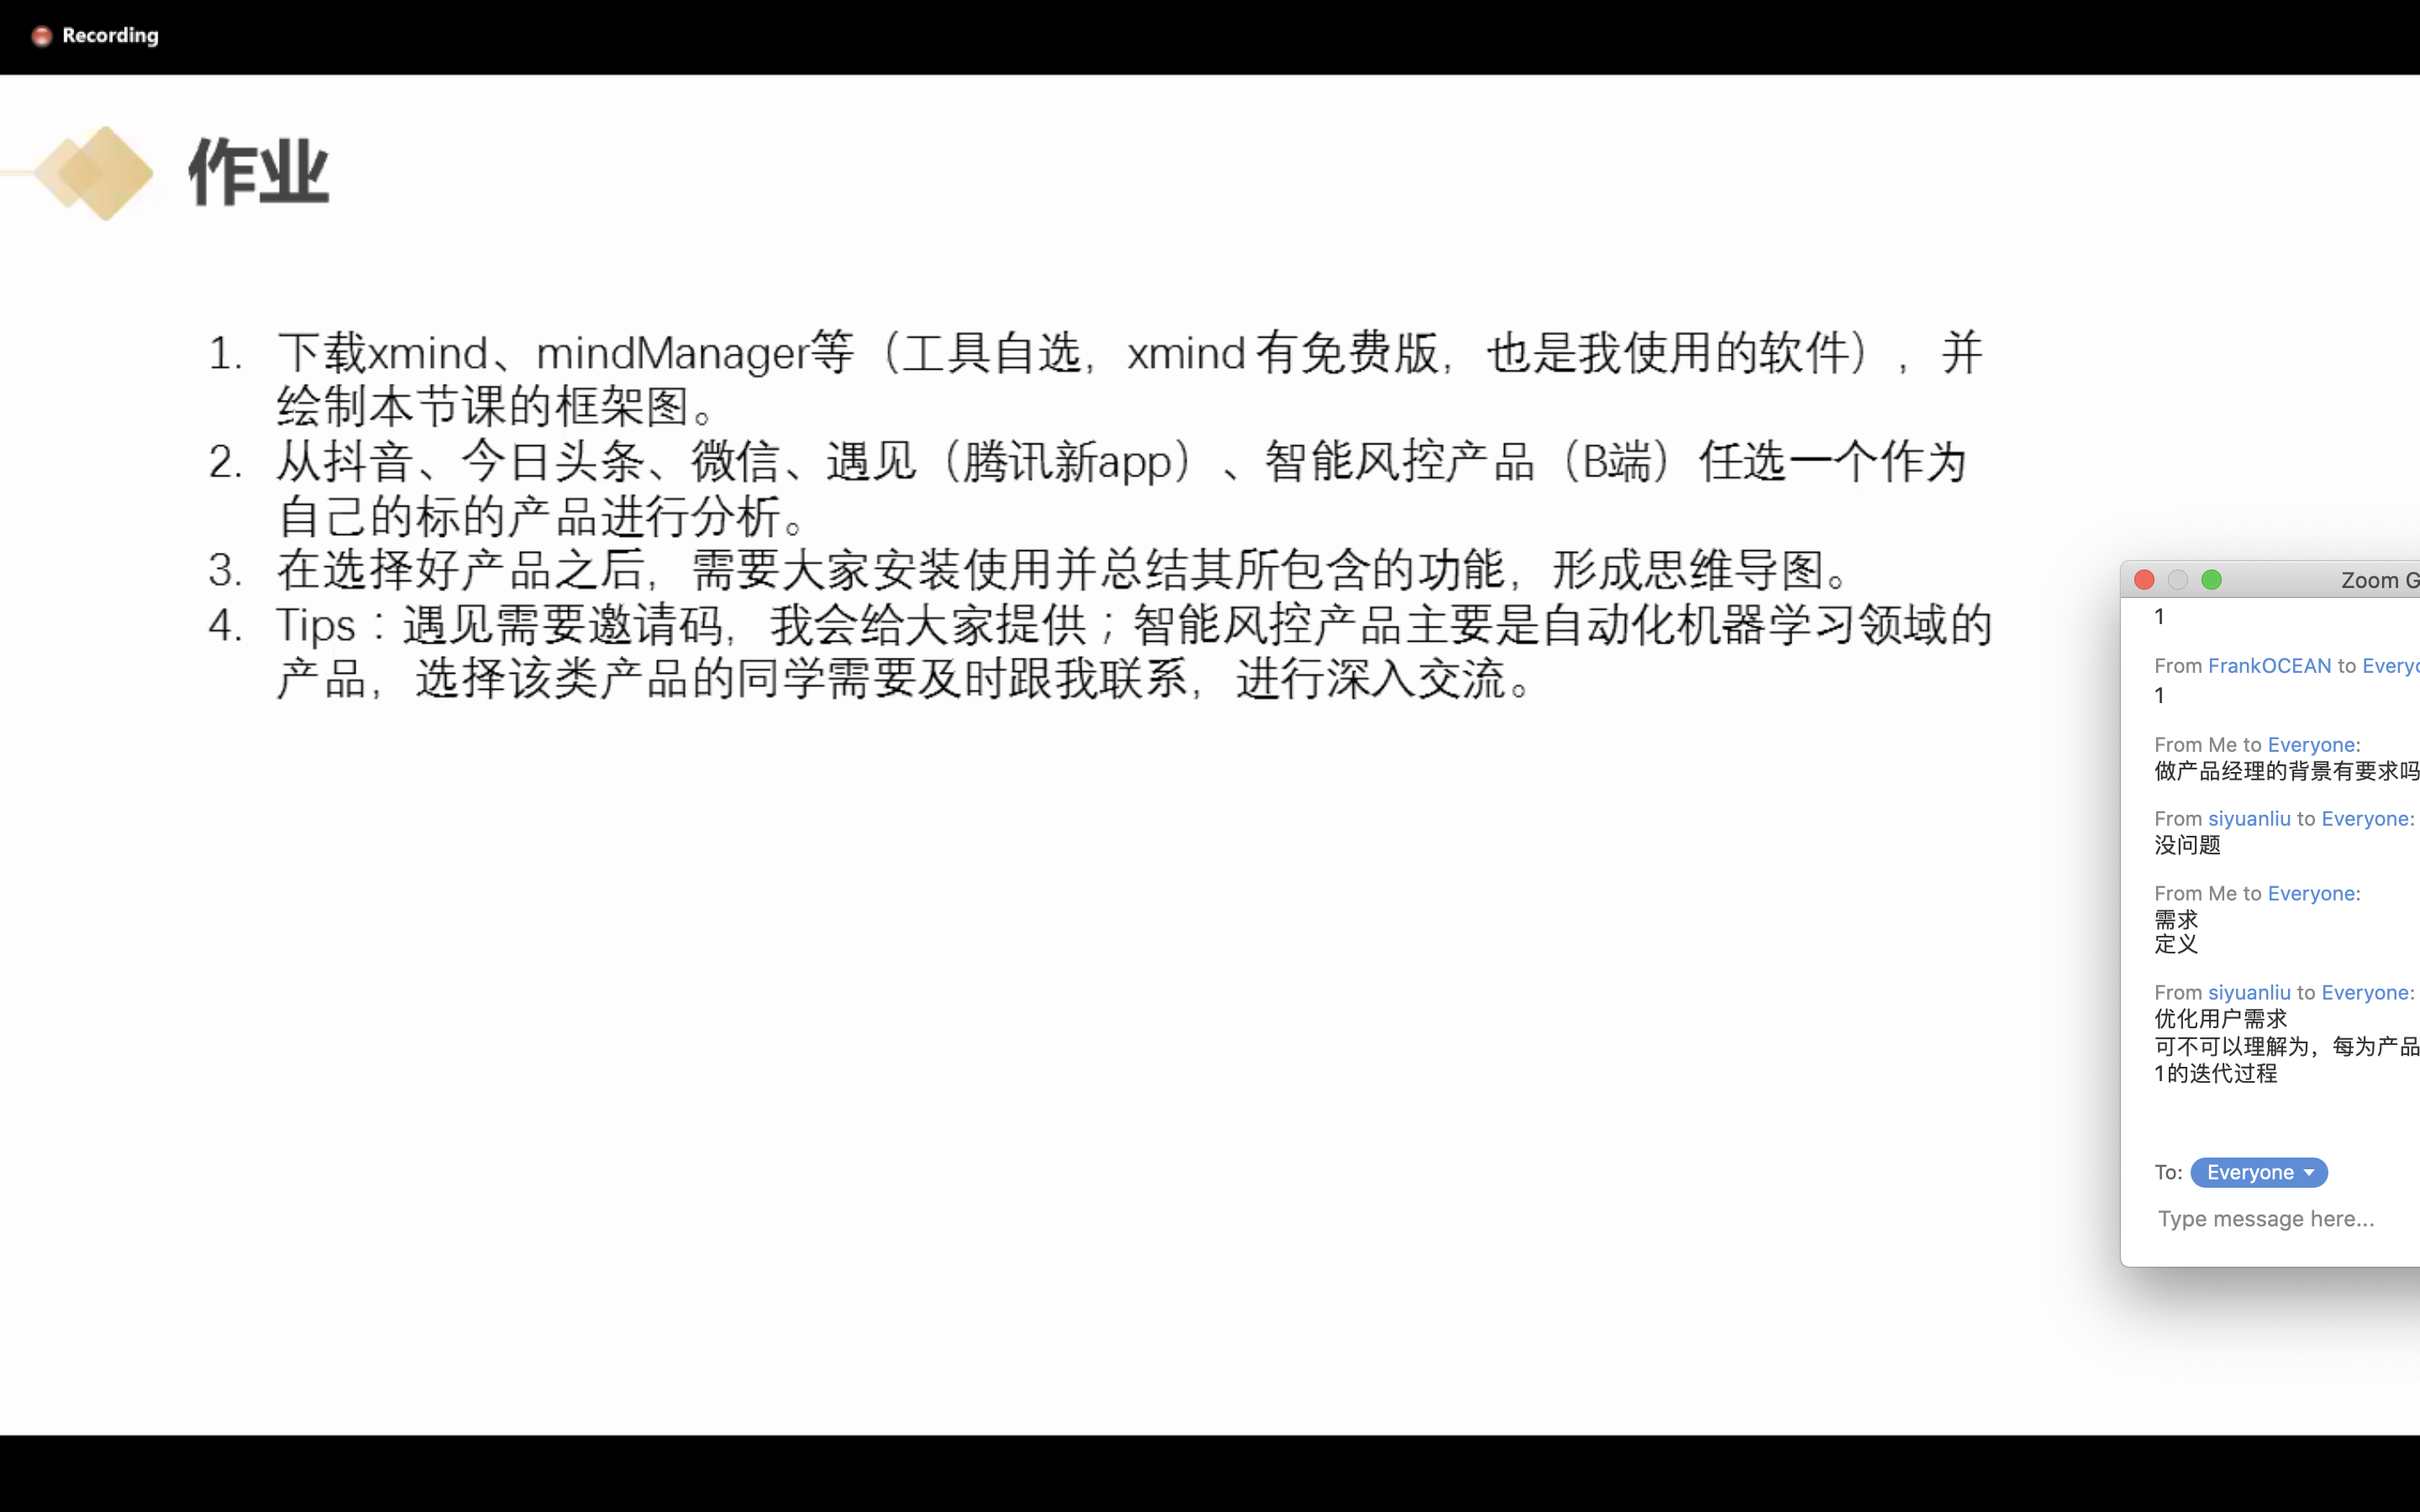 Recording
作业
1. 下载xmind、mindManager等（工具自选，xmind有免费版，也是我使用的软件），并
绘制本节课的框架图。
2. 从抖音、今日头条、微信、遇见（腾讯新app）、智能风控产品（B端）任选一个作为
自己的标的产品进行分析。
3. 在选择好产品之后，需要大家安装使用并总结其所包含的功能，形成思维导图。
4. Tips：遇见需要邀请码，我会给大家提供；智能风控产品主要是自动化机器学习领域的
产品，选择该类产品的同学需要及时跟我联系，进行深入交流。
Zoom G
1
From FrankOCEAN to Everyo
1
From Me to Everyone:
做产品经理的背景有要求吗
From siyuanliu to Everyone:
没问题
From Me to Everyone:
需求
定义
From siyuanliu to Everyone:
优化用户需求
可不可以理解为，每为产品
1的迭代过程
To: Everyone
Type message here...